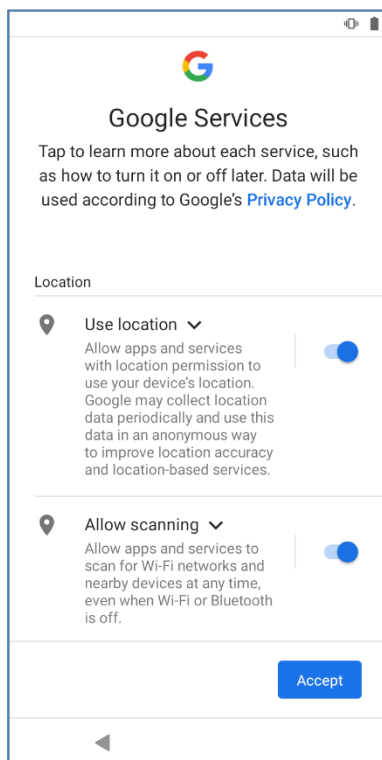 Google Services
Tap to learn more about each service, such
as how to turn it on or off later. Data will be
used according to Google’s Privacy Policy.
Location
Use location
Allow apps and services
with location permission to
use your device’s location.
Google may collect location
data periodically and use this
data in an anonymous way
to improve location accuracy
and location-based services.
Allow scanning
Allow apps and services to
scan for Wi-Fi networks and
nearby devices at any time,
even when Wi-Fi or Bluetooth
is off.
Accept